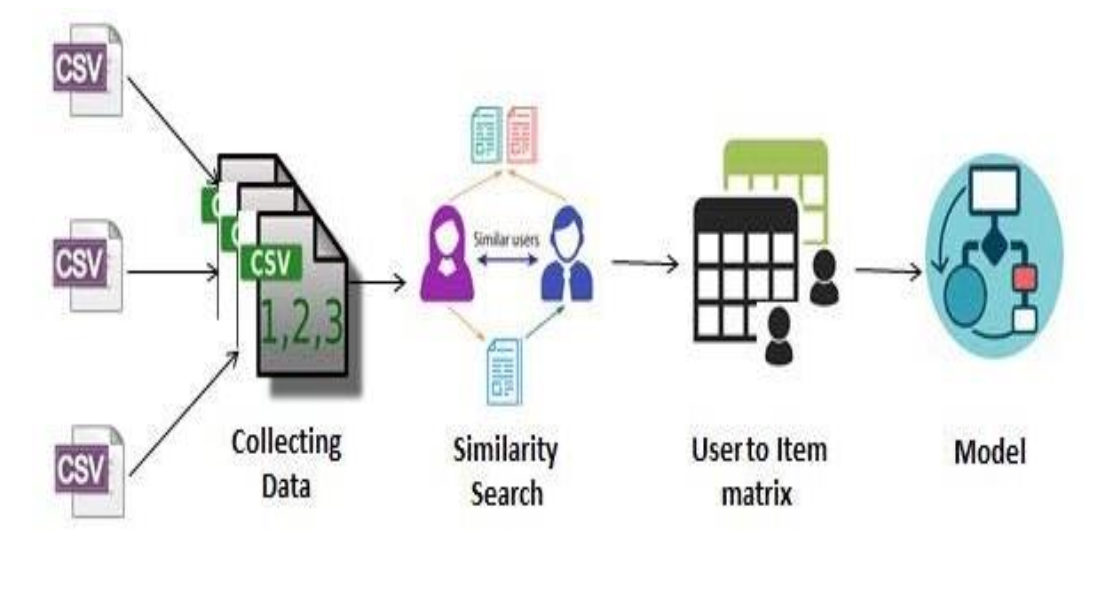 CSV
CSV
CSV
C
C
CSV
1,2,3
Collecting
Data
Similar users
Similarity
Search
User to Item
matrix
Model